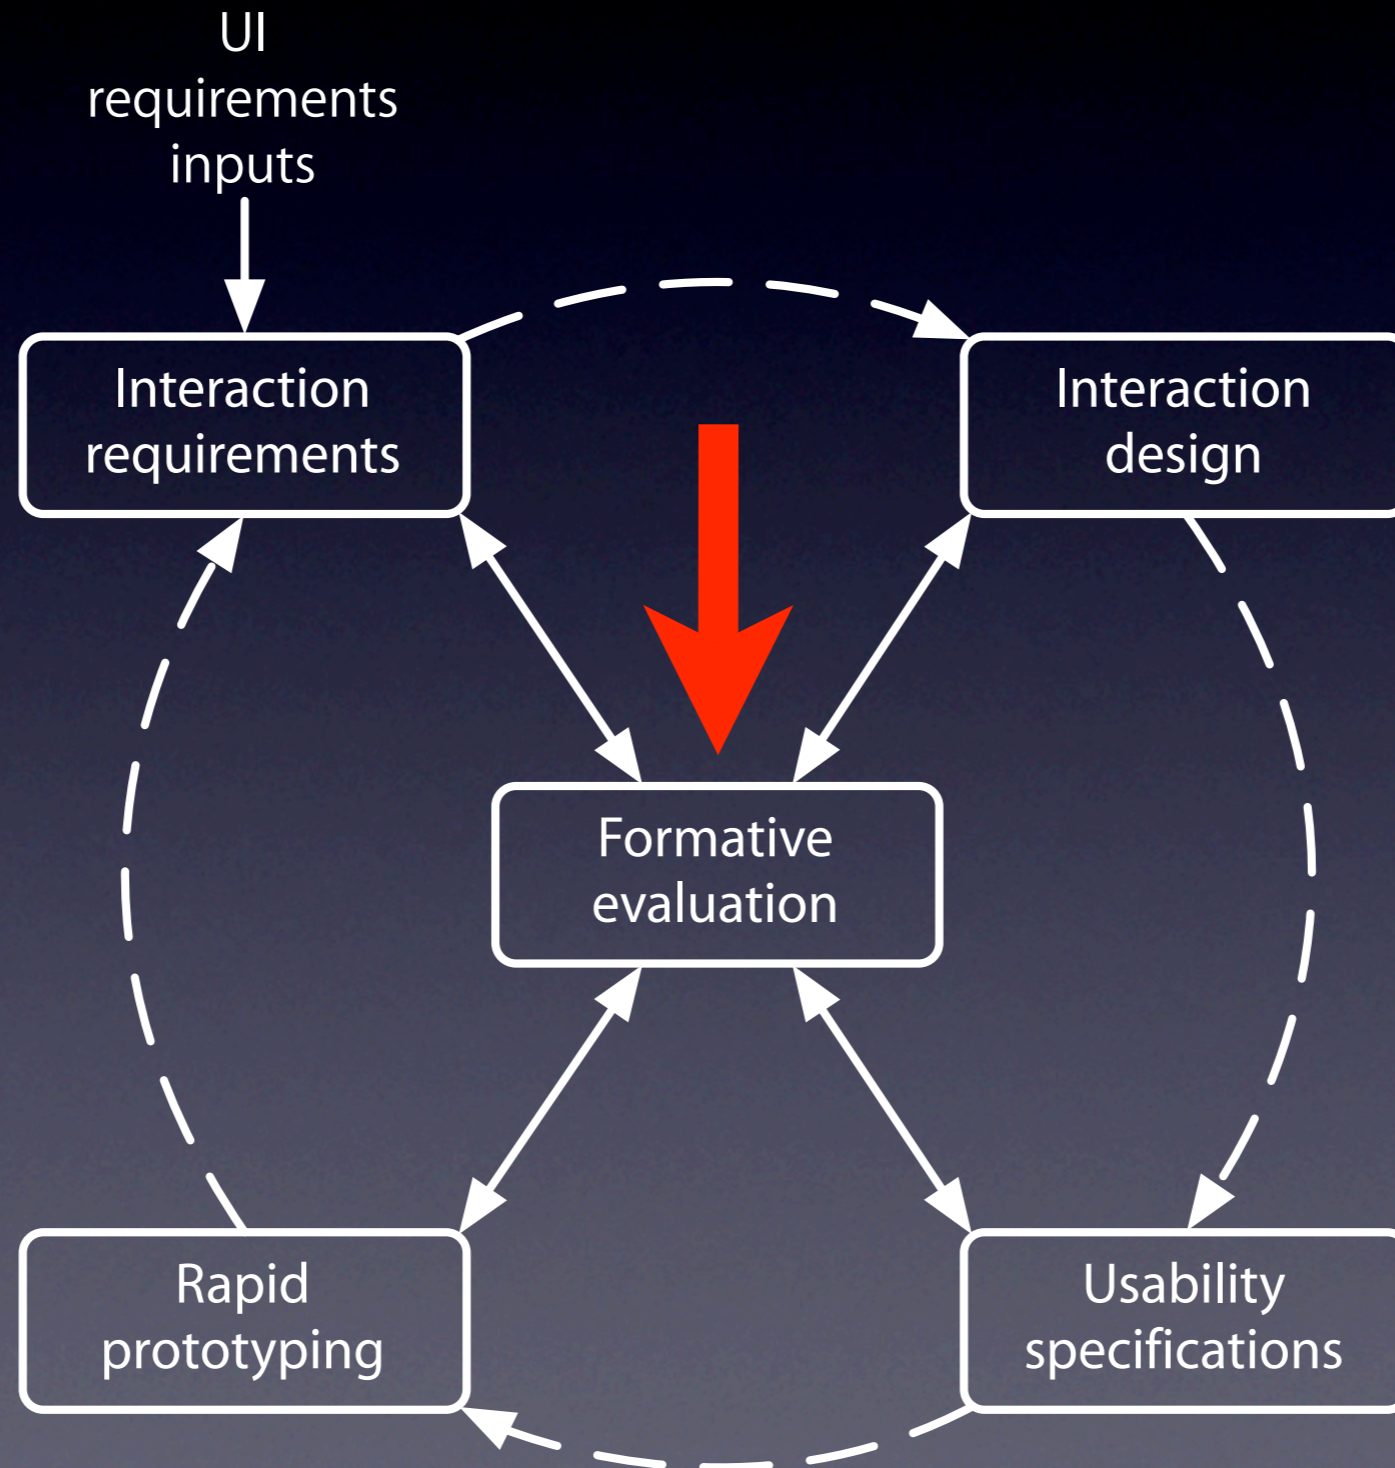 UI
requirements
inputs
Interaction
requirements
Interaction
design
Formative
evaluation
Rapid
prototyping
Usability
specifications